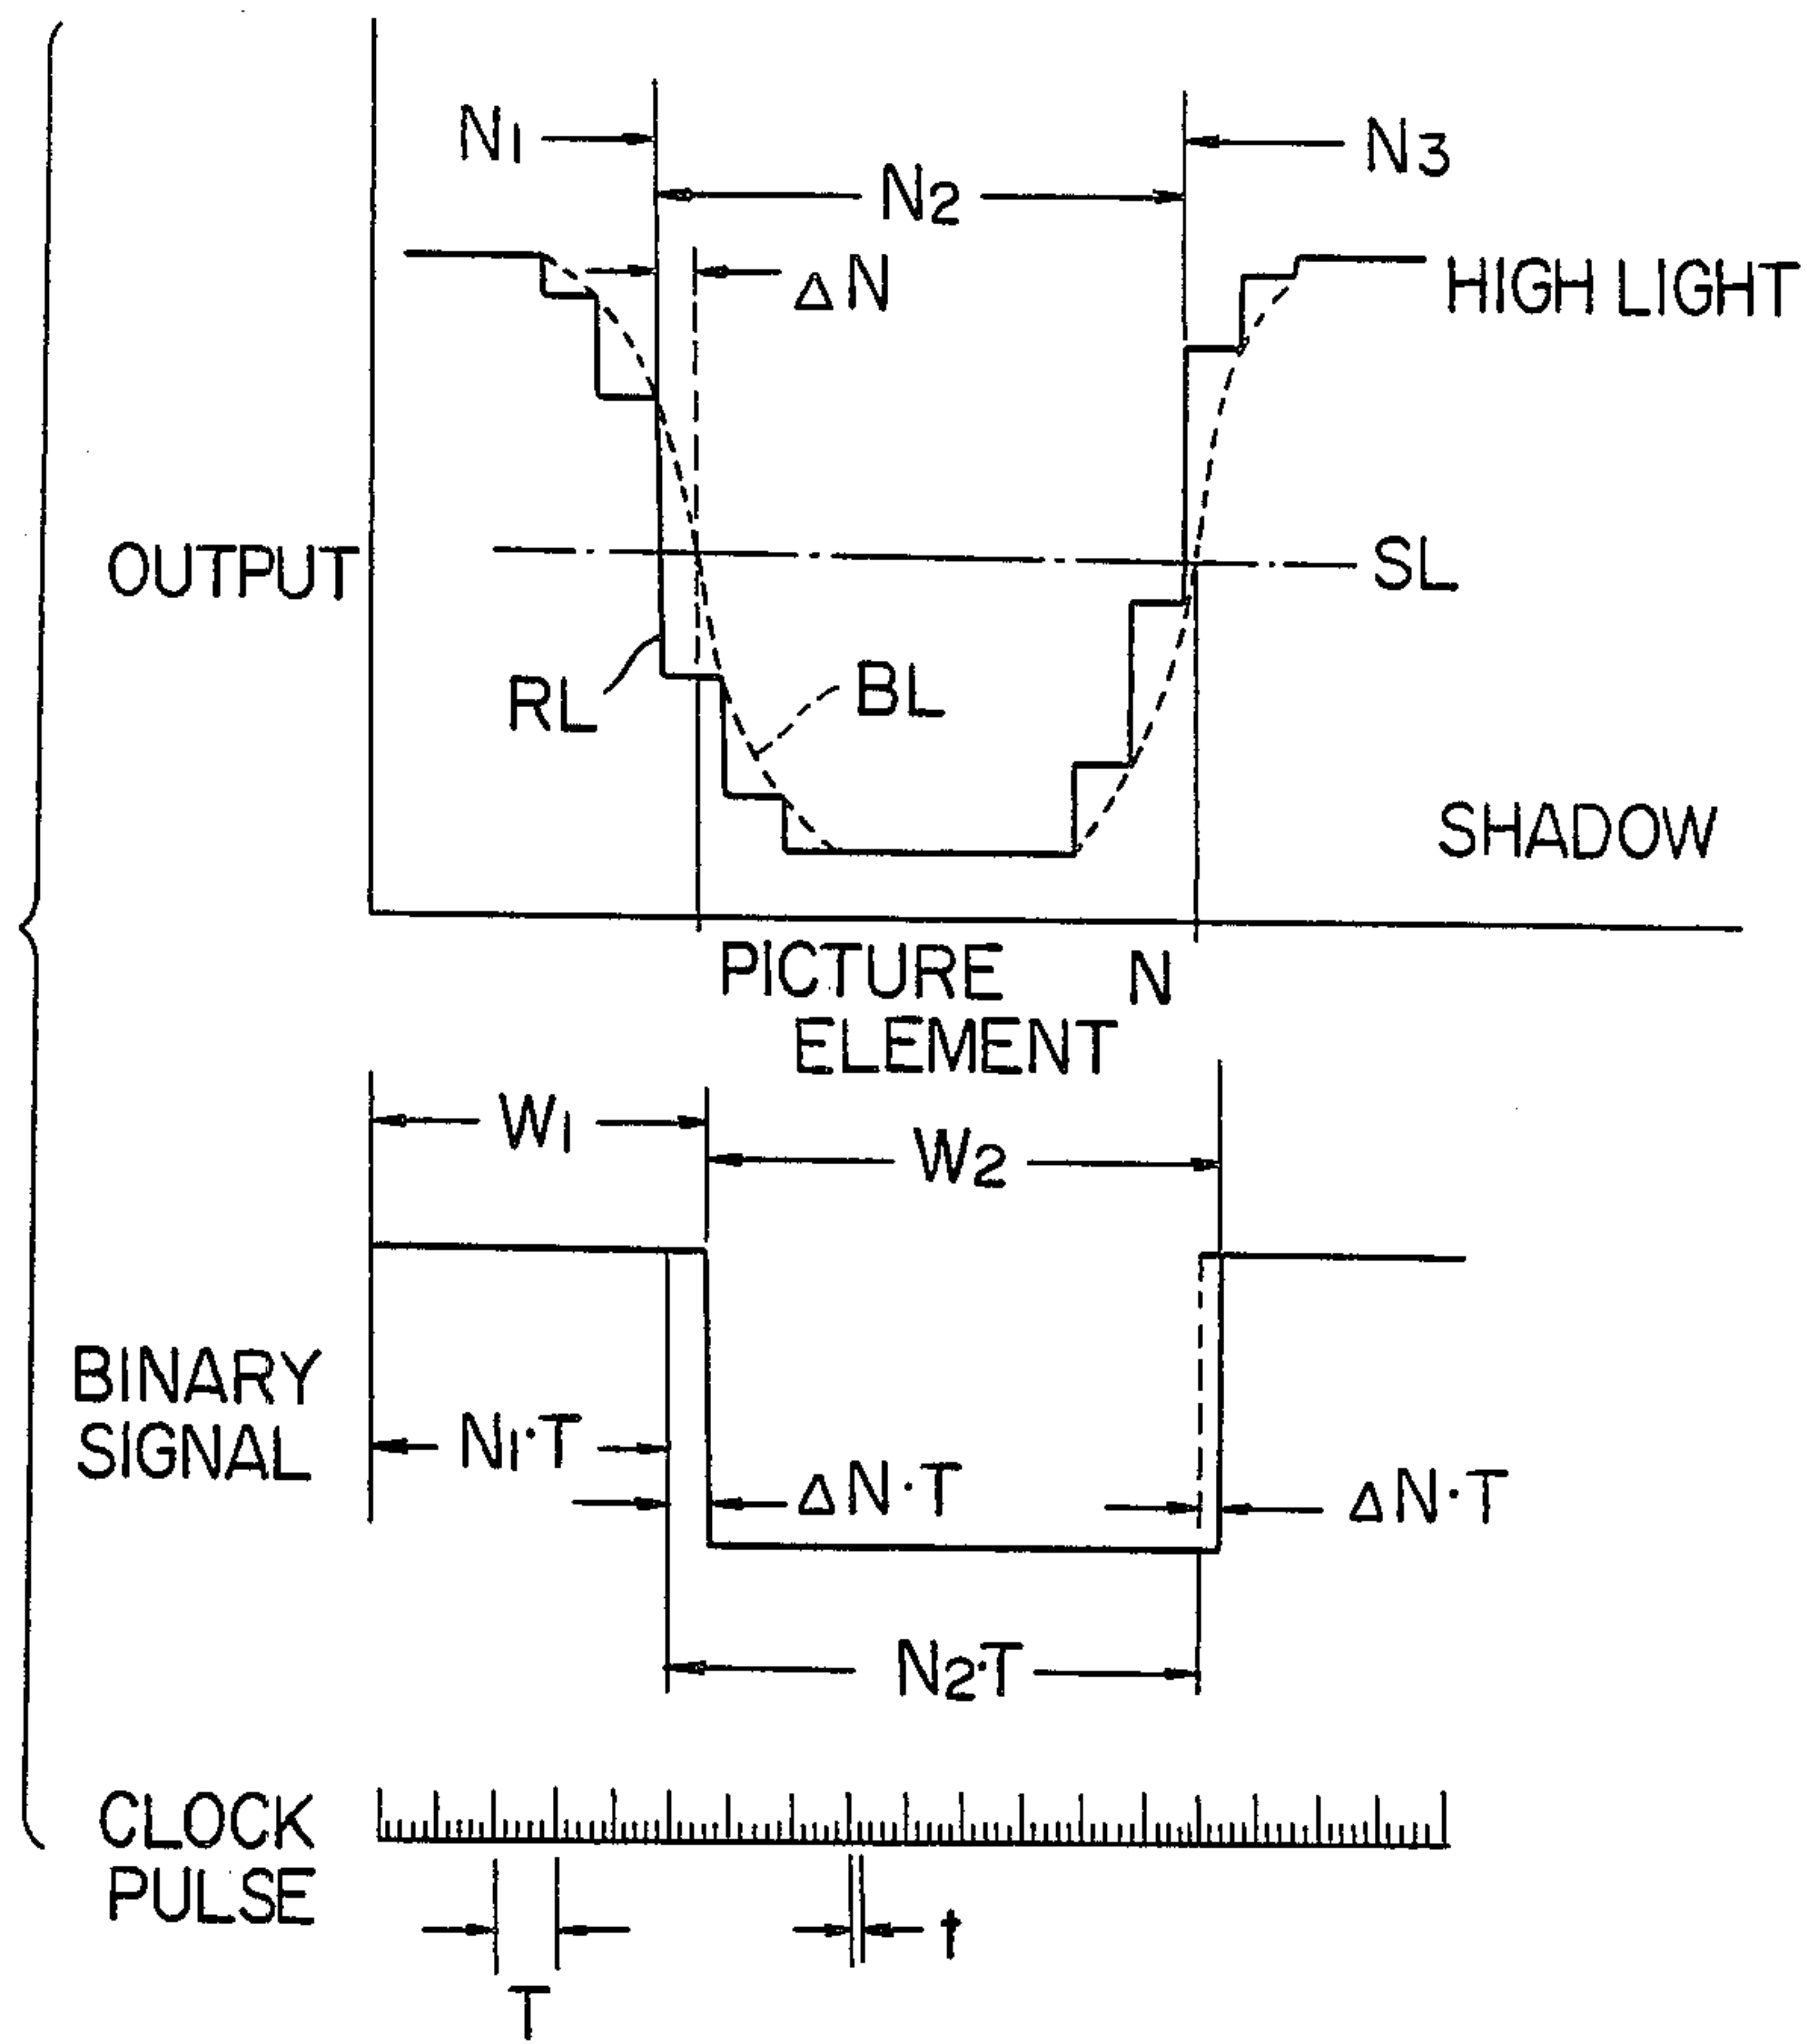 N1
N3
N2
ΔN
HIGH LIGHT
OUTPUT
SL
RL
BL
SHADOW
PICTURE N
ELEMENT
W1
W2
BINARY
SIGNAL
N1·T
ΔN·T
ΔN·T
N2·T
CLOCK
PULSE
t
T